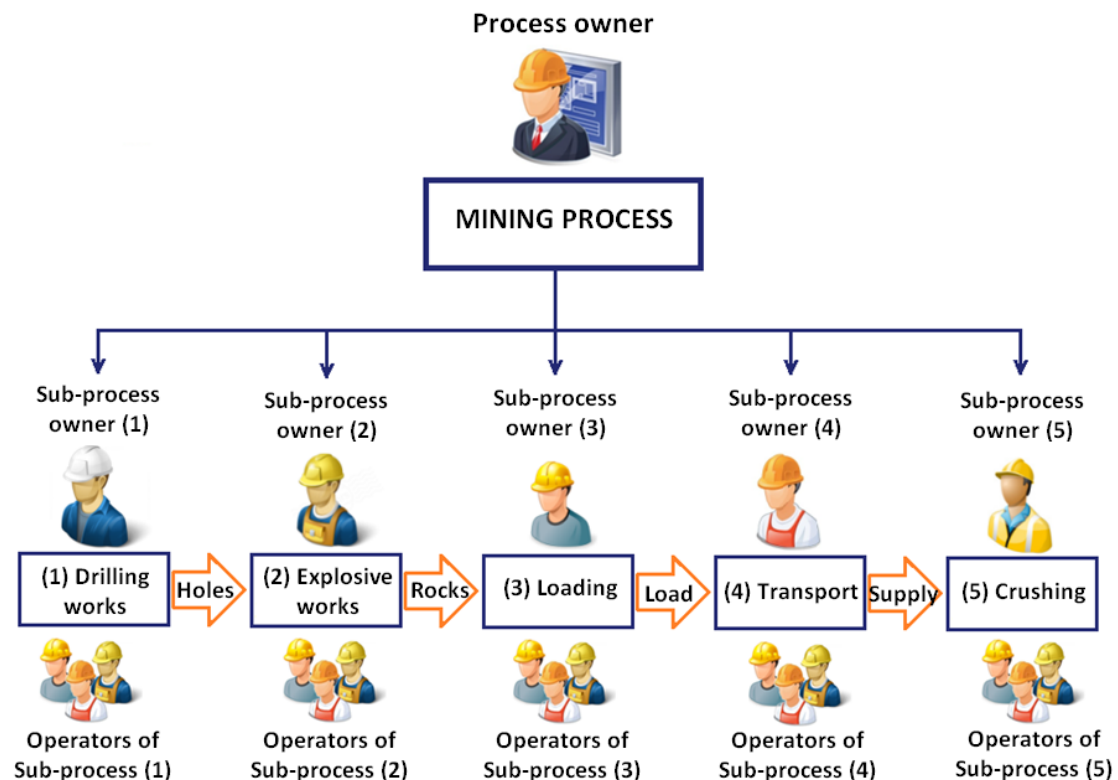 Process owner
MINING PROCESS
Sub-process
owner (1)
Sub-process
owner (2)
Sub-process
owner (3)
Sub-process
owner (4)
Sub-process
owner (5)
(1) Drilling
works
Holes
(2) Explosive
works
Rocks
(3) Loading
Load
(4) Transport
Supply
(5) Crushing
Operators of
Sub-process (1)
Operators of
Sub-process (2)
Operators of
Sub-process (3)
Operators of
Sub-process (4)
Operators of
Sub-process (5)